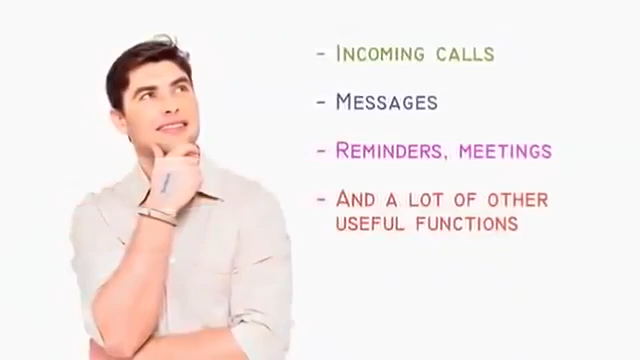 - Incoming calls
- Messages
- Reminders, meetings
- And a lot of other
useful functions